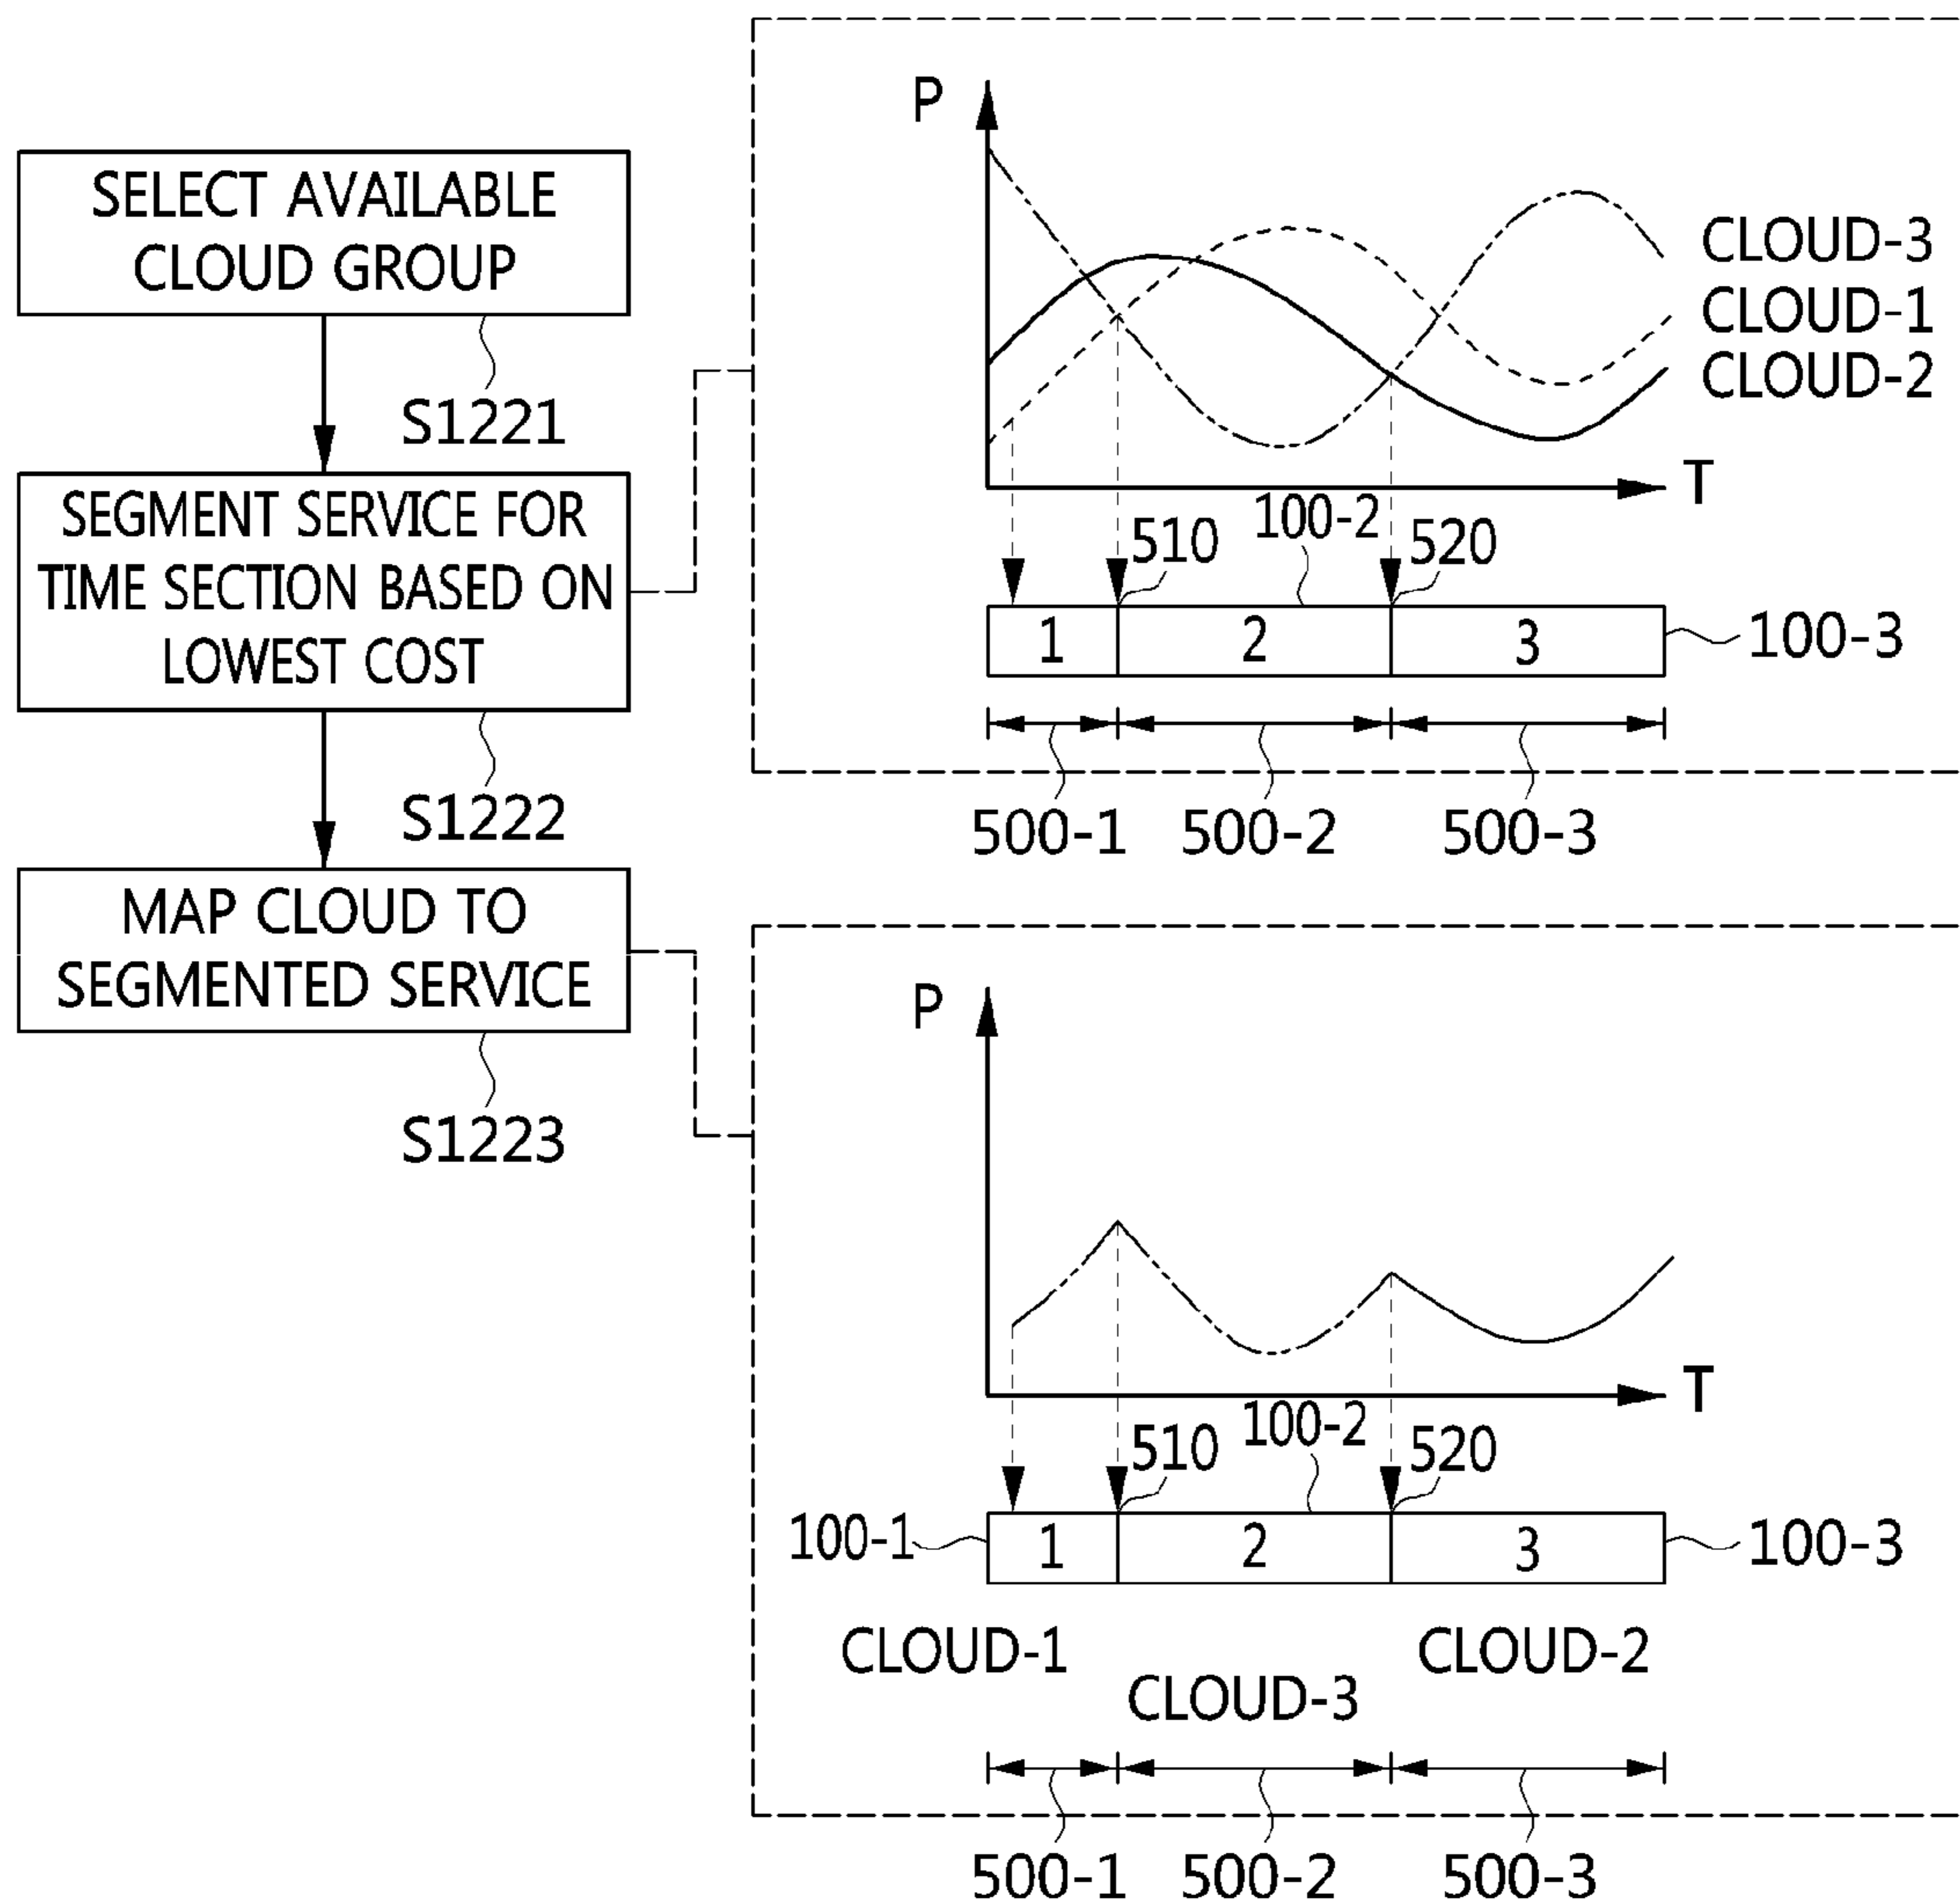 SELECT AVAILABLE
CLOUD GROUP
S1221
SEGMENT SERVICE FOR
TIME SECTION BASED ON
LOWEST COST
S1222
MAP CLOUD TO
SEGMENTED SERVICE
S1223
P
CLOUD-3
CLOUD-1
CLOUD-2
T
510
100-2
520
1
2
3
100-3
500-1
500-2
500-3
P
T
510
100-2
520
100-1
1
2
3
100-3
CLOUD-1
CLOUD-3
CLOUD-2
500-1
500-2
500-3